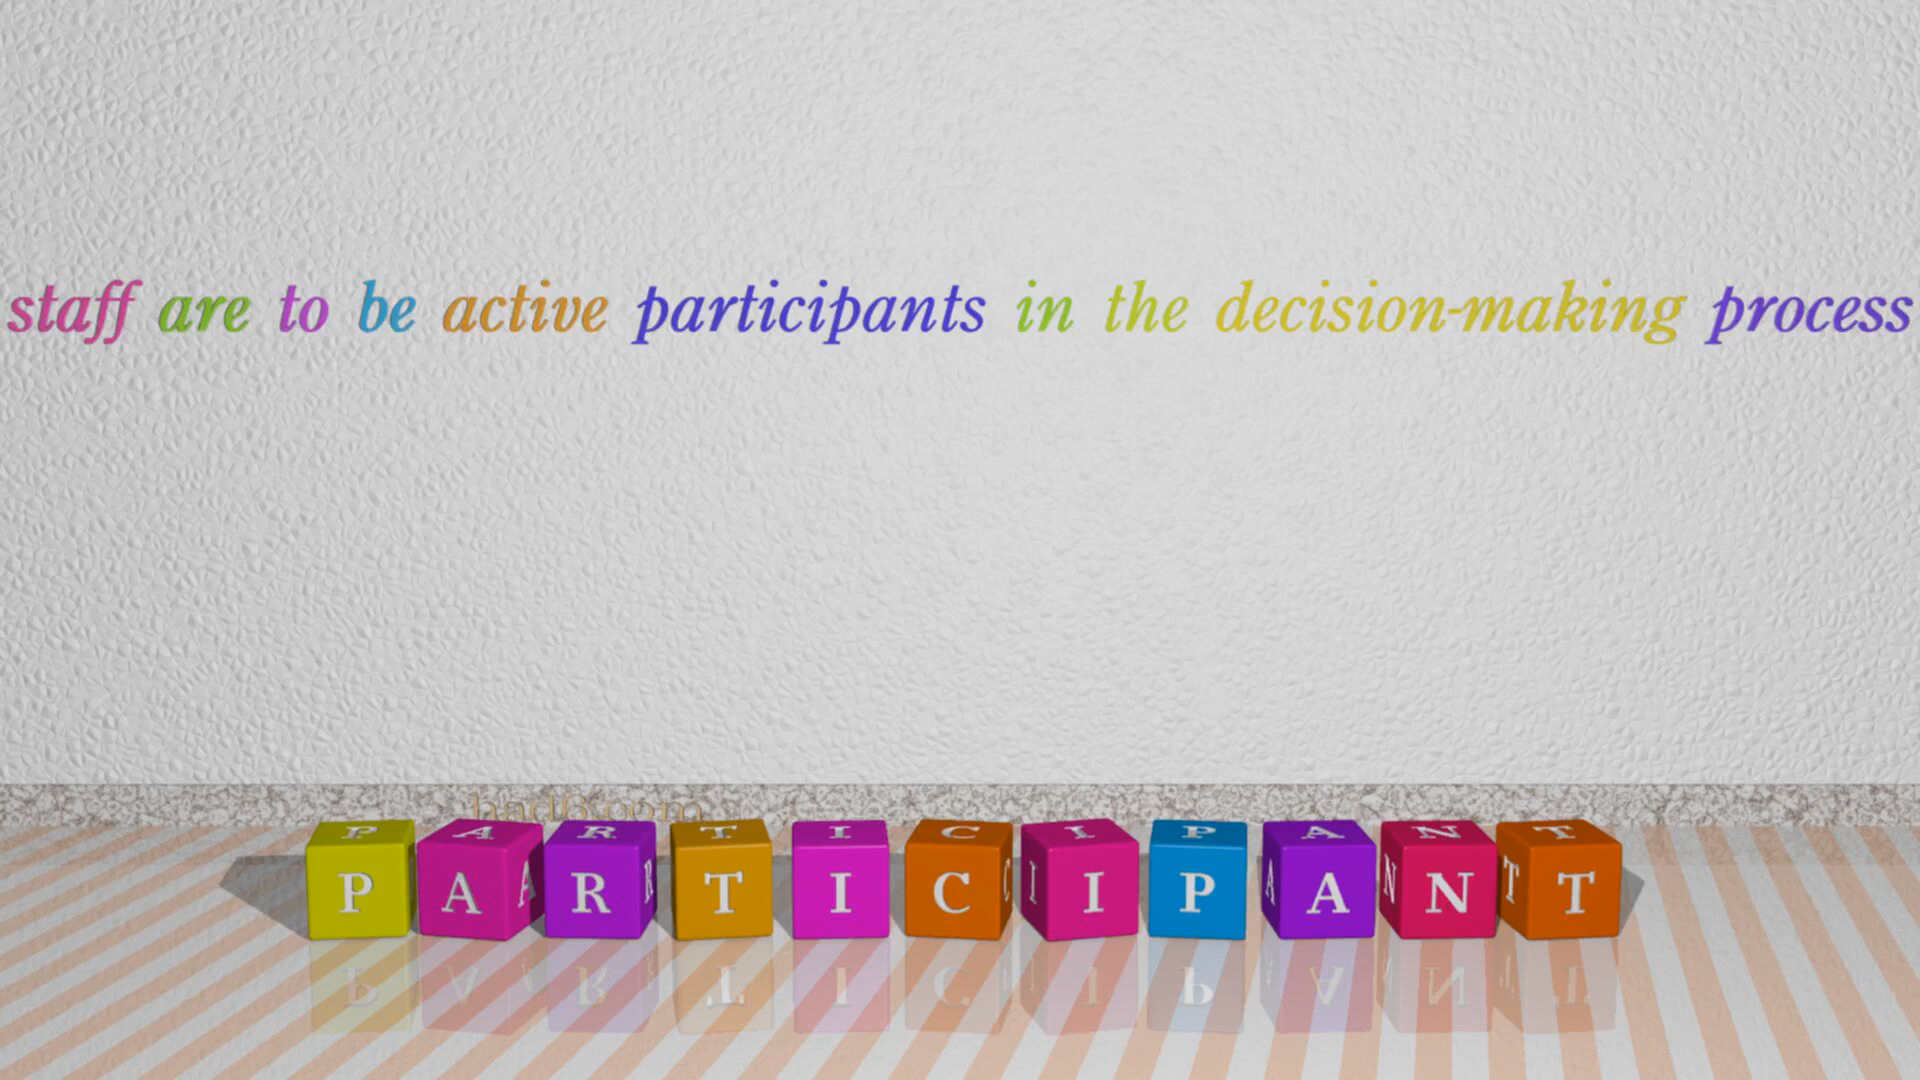 staff are to be active participants in the decision-making process
PARTICIPANT